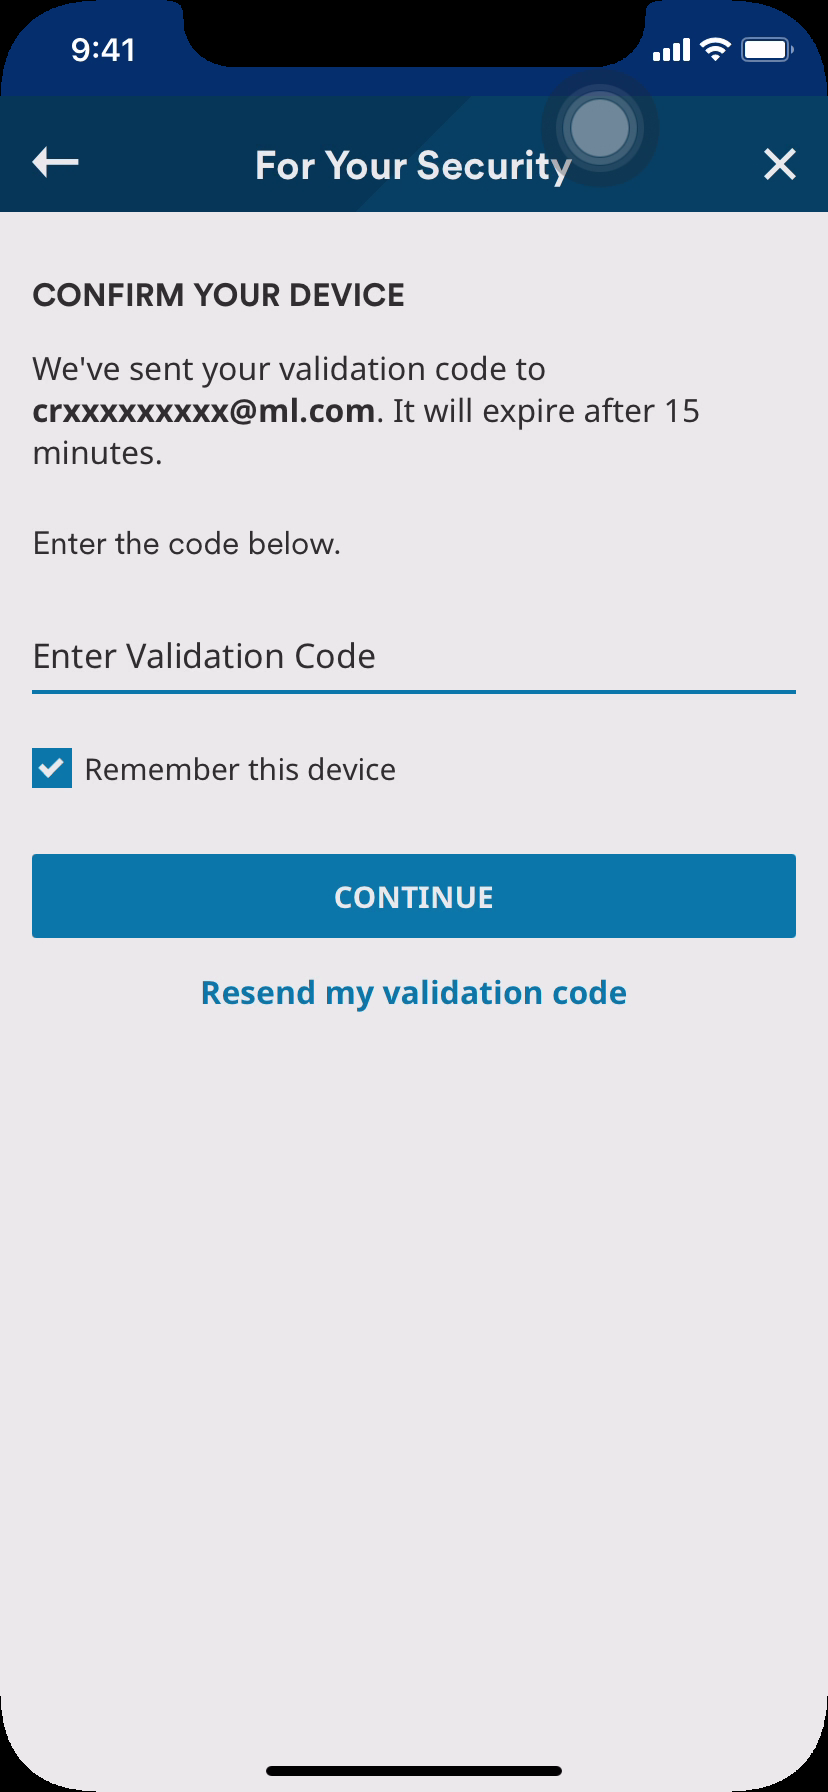 9:41
For Your Security
CONFIRM YOUR DEVICE
We've sent your validation code to
crxxxxxxxxx@ml.com. It will expire after 15
minutes.
Enter the code below.
Enter Validation Code
Remember this device
CONTINUE
Resend my validation code